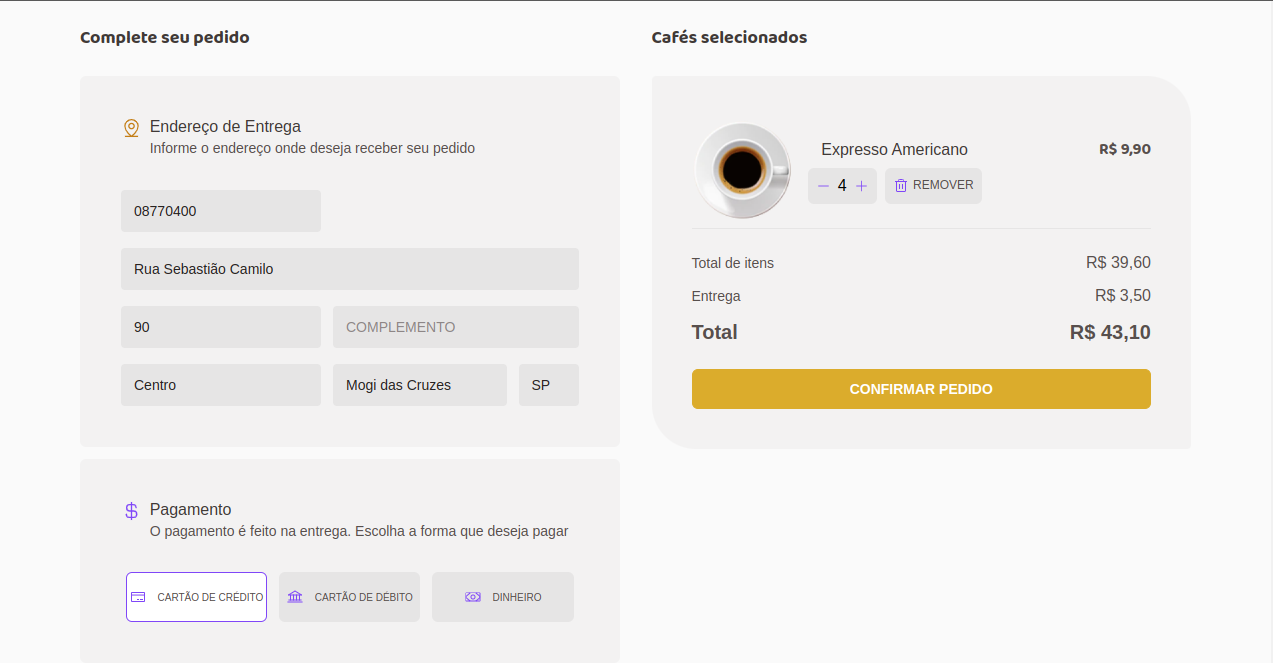 Complete seu pedido
Endereço de Entrega
Informe o endereço onde deseja receber seu pedido
08770400
Rua Sebastião Camilo
90
COMPLEMENTO
Centro
Mogi das Cruzes
SP
Pagamento
O pagamento é feito na entrega. Escolha a forma que deseja pagar
CARTÃO DE CRÉDITO
CARTÃO DE DÉBITO
DINHEIRO
Cafés selecionados
Expresso Americano
R$ 9,90
4
REMOVER
Total de itens
R$ 39,60
Entrega
R$ 3,50
Total
R$ 43,10
CONFIRMAR PEDIDO